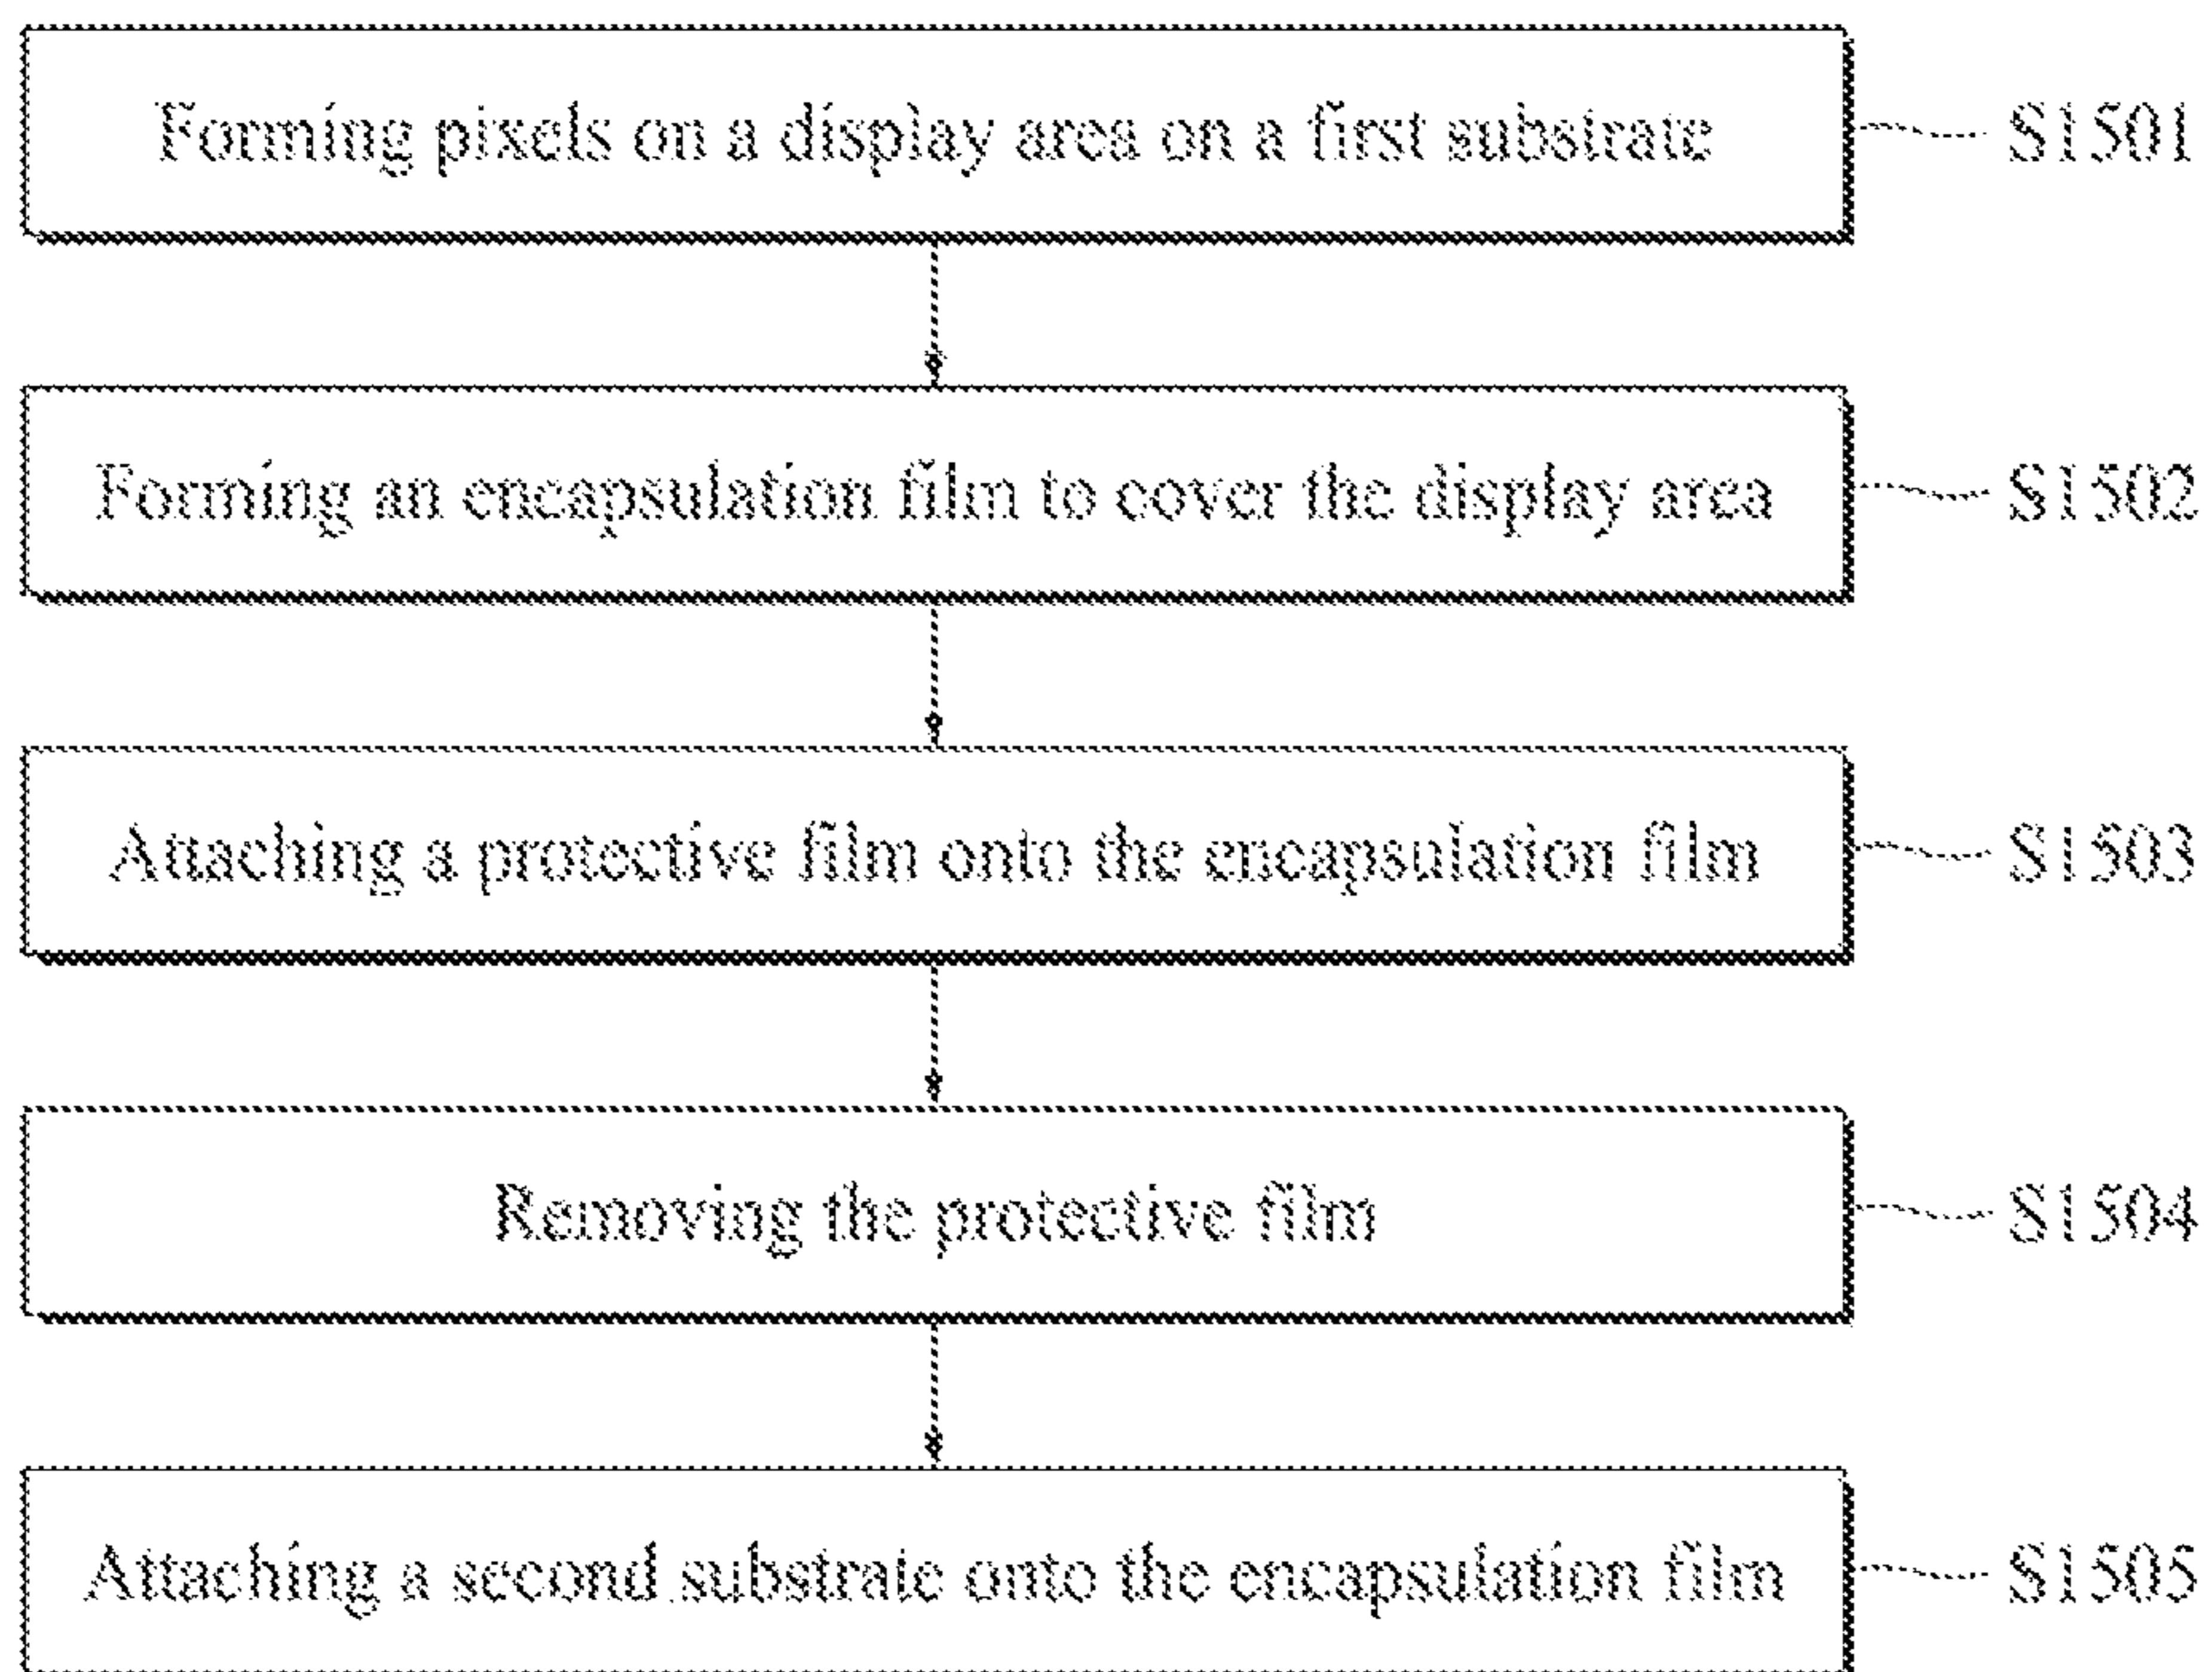 Forming pixels on a display area on a first substrate S1501
Forming an encapsulation film to cover the display area S1502
Attaching a protective film onto the encapsulation film S1503
Removing the protective film S1504
Attaching a second substrate onto the encapsulation film S1505